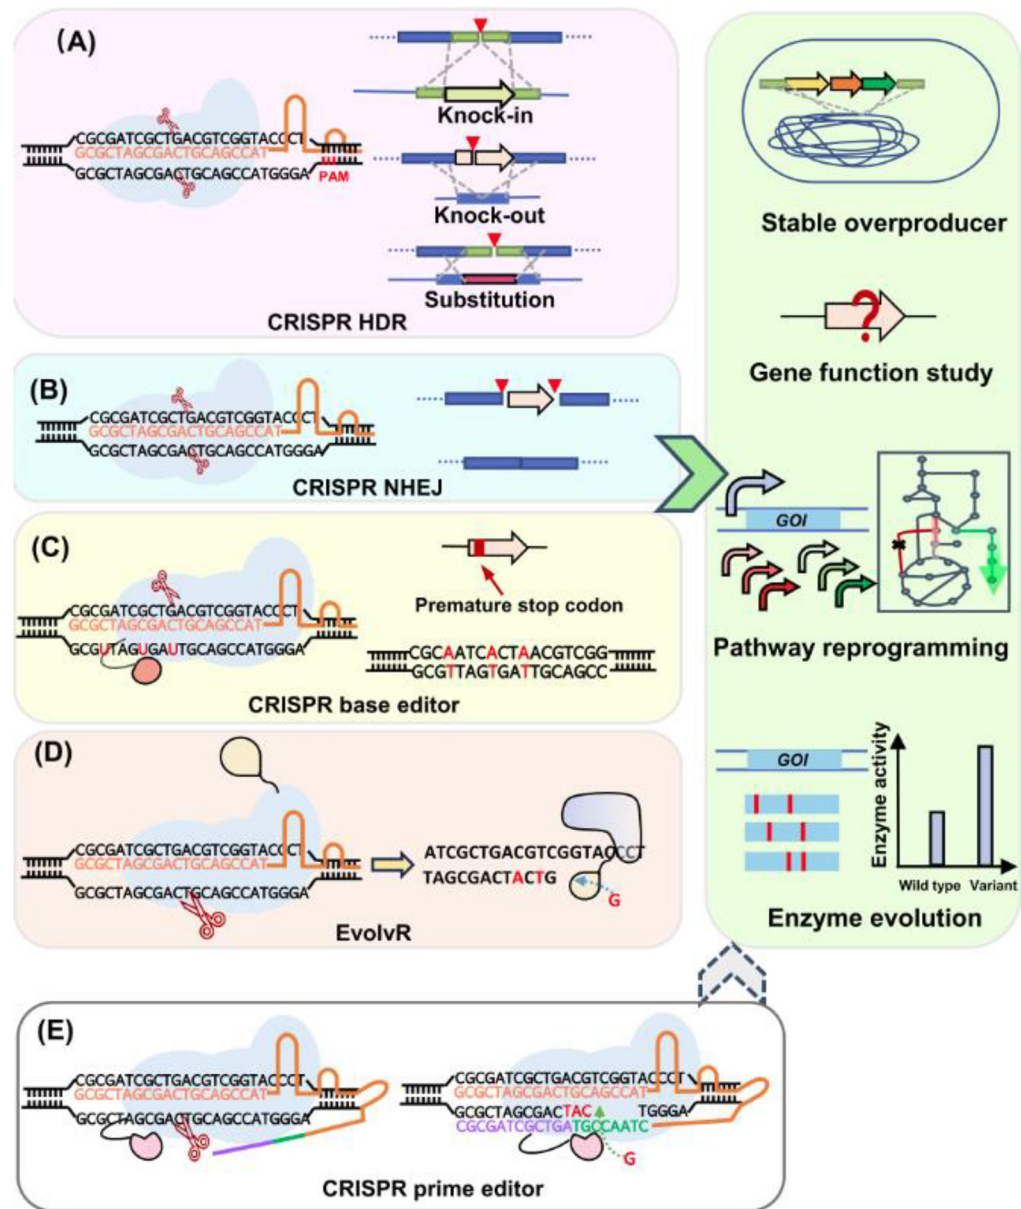 (A)
CGCGATCGCTGACGTCGGTACCCT
GCGCTAGCGACTGCAGCCAT
GCGCTAGCGACTGCAGCCATGGGA
PAM
Knock-in
Knock-out
Substitution
CRISPR HDR
(B)
CGCGATCGCTGACGTCGGTACCCT
GCGCTAGCGACTGCAGCCAT
GCGCTAGCGACTGCAGCCATGGGA
CRISPR NHEJ
(C)
Premature stop codon
CGCGATCGCTGACGTCGGTACCCT
GCGCTAGCGACTGCAGCCAT
GCGUTAGUGAUTGCAGCCATGGGA
CGCAATCACTAACGTCGG
GCGTTAGTGATTGCAGCC
CRISPR base editor
(D)
CGCGATCGCTGACGTCGGTACCCT
GCGCTAGCGACTGCAGCCAT
GCGCTAGCGACTGCAGCCATGGGA
ATCGCTGACGTCGGTACCCT
TAGCGACTACTG
G
EvolvR
(E)
CGCGATCGCTGACGTCGGTACCCT
GCGCTAGCGACTGCAGCCAT
GCGCTAGCGACTGCAGCCATGGGA
CGCGATCGCTGACGTCGGTACCCT
GCGCTAGCGACTGCAGCCAT
GCGCTAGCGACTAC TGGGA
CGCGATCGCTGATGCCAATC
G
CRISPR prime editor
Stable overproducer
?
Gene function study
GOI
Pathway reprogramming
GOI
Enzyme activity
Wild type Variant
Enzyme evolution